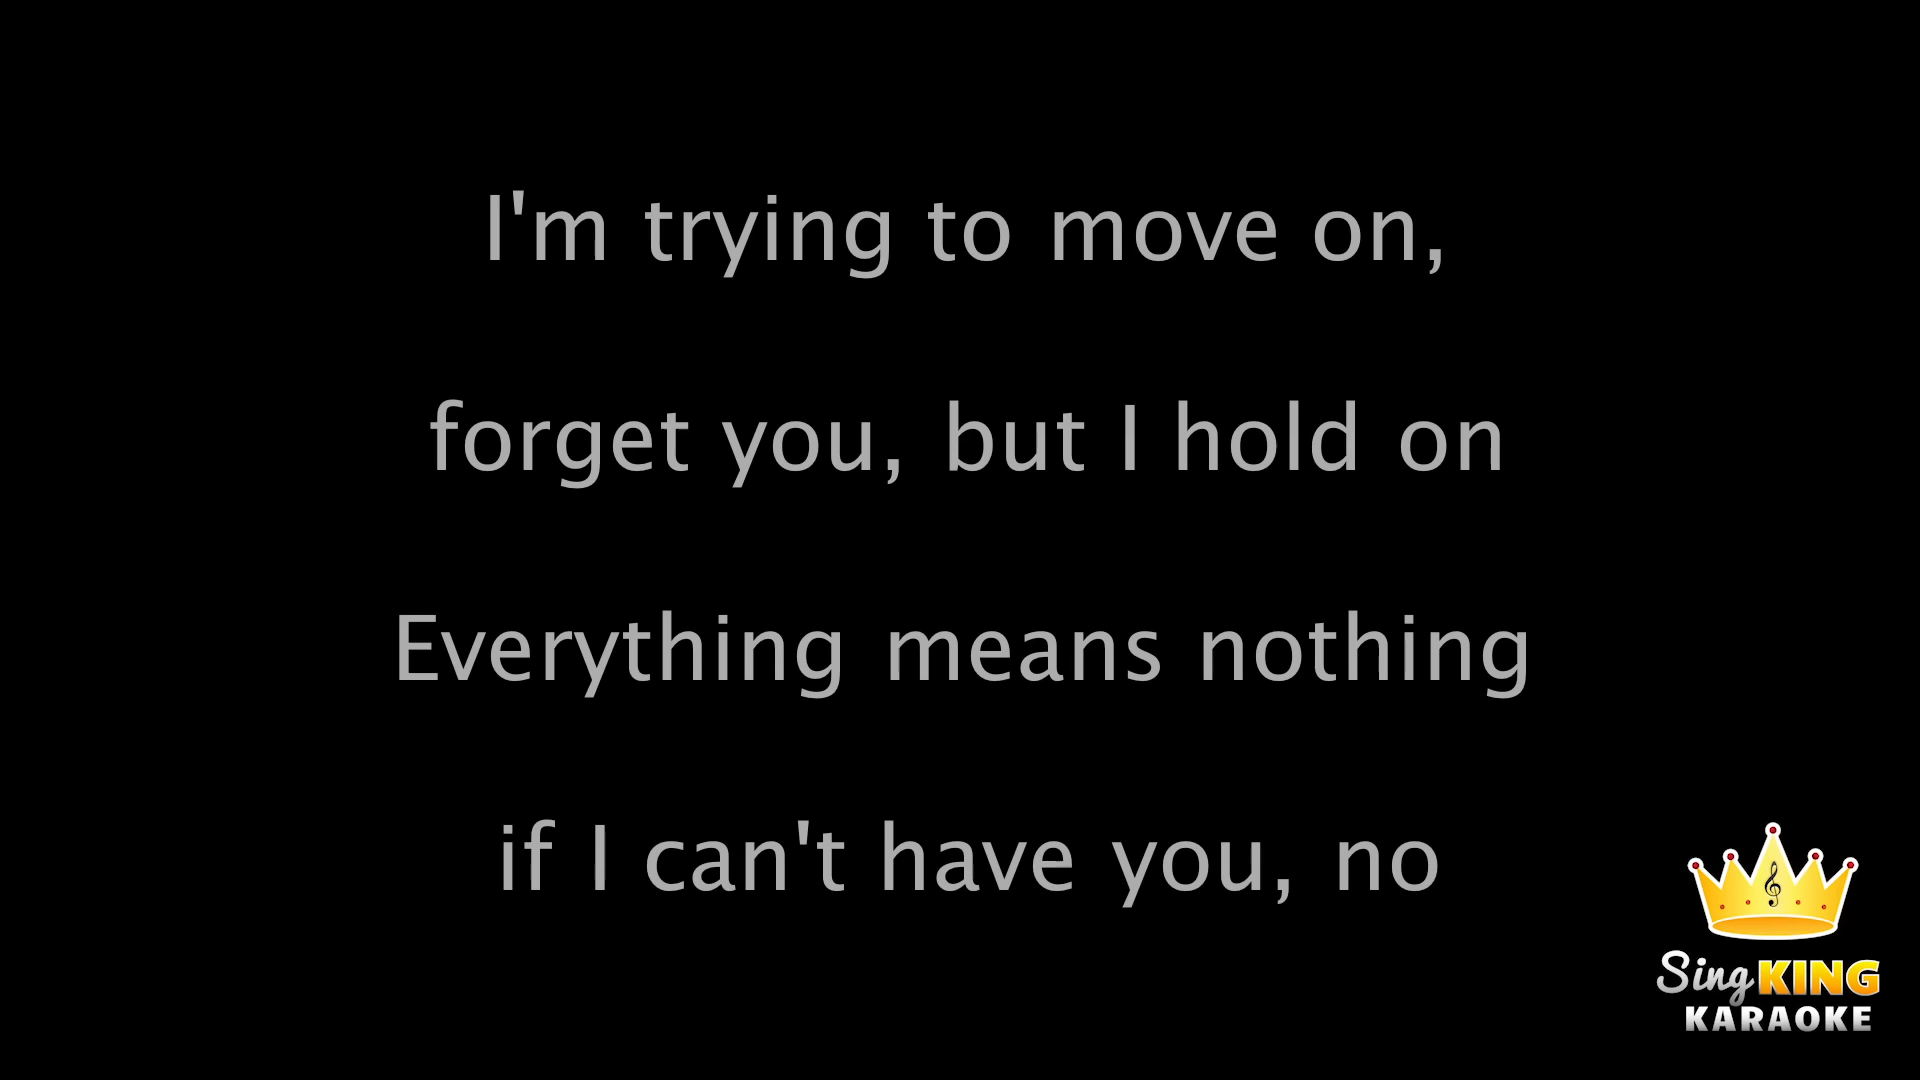 I'm trying to move on,
forget you, but I hold on
Everything means nothing
if I can't have you, no
Sing KING
KARAOKE